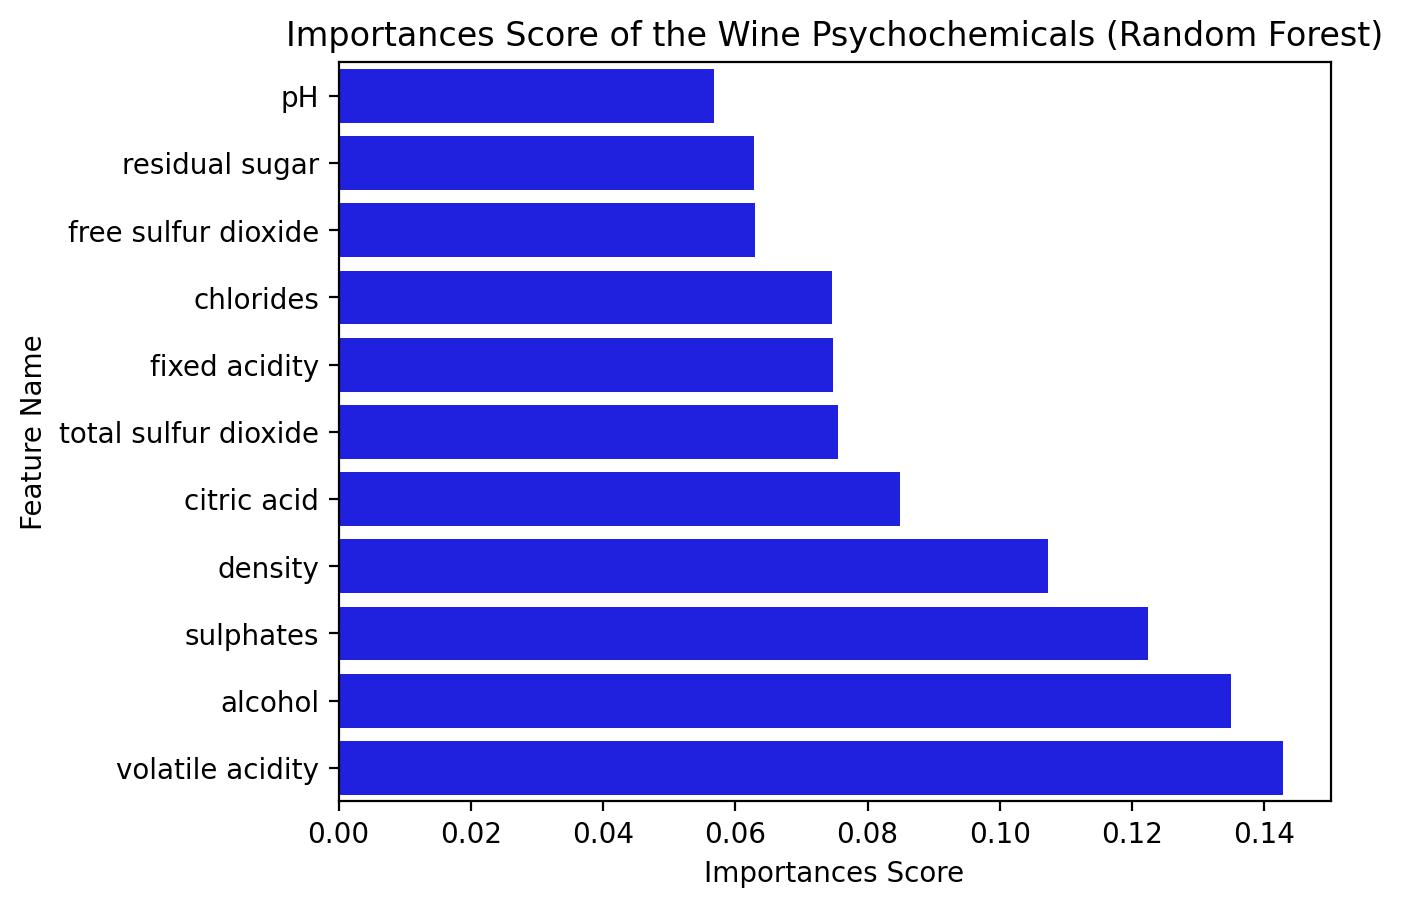 Importances Score of the Wine Psychochemicals (Random Forest)
pH
residual sugar
free sulfur dioxide
chlorides
fixed acidity
total sulfur dioxide
citric acid
density
sulphates
alcohol
volatile acidity
Feature Name
0.00 0.02 0.04 0.06 0.08 0.10 0.12 0.14
Importances Score